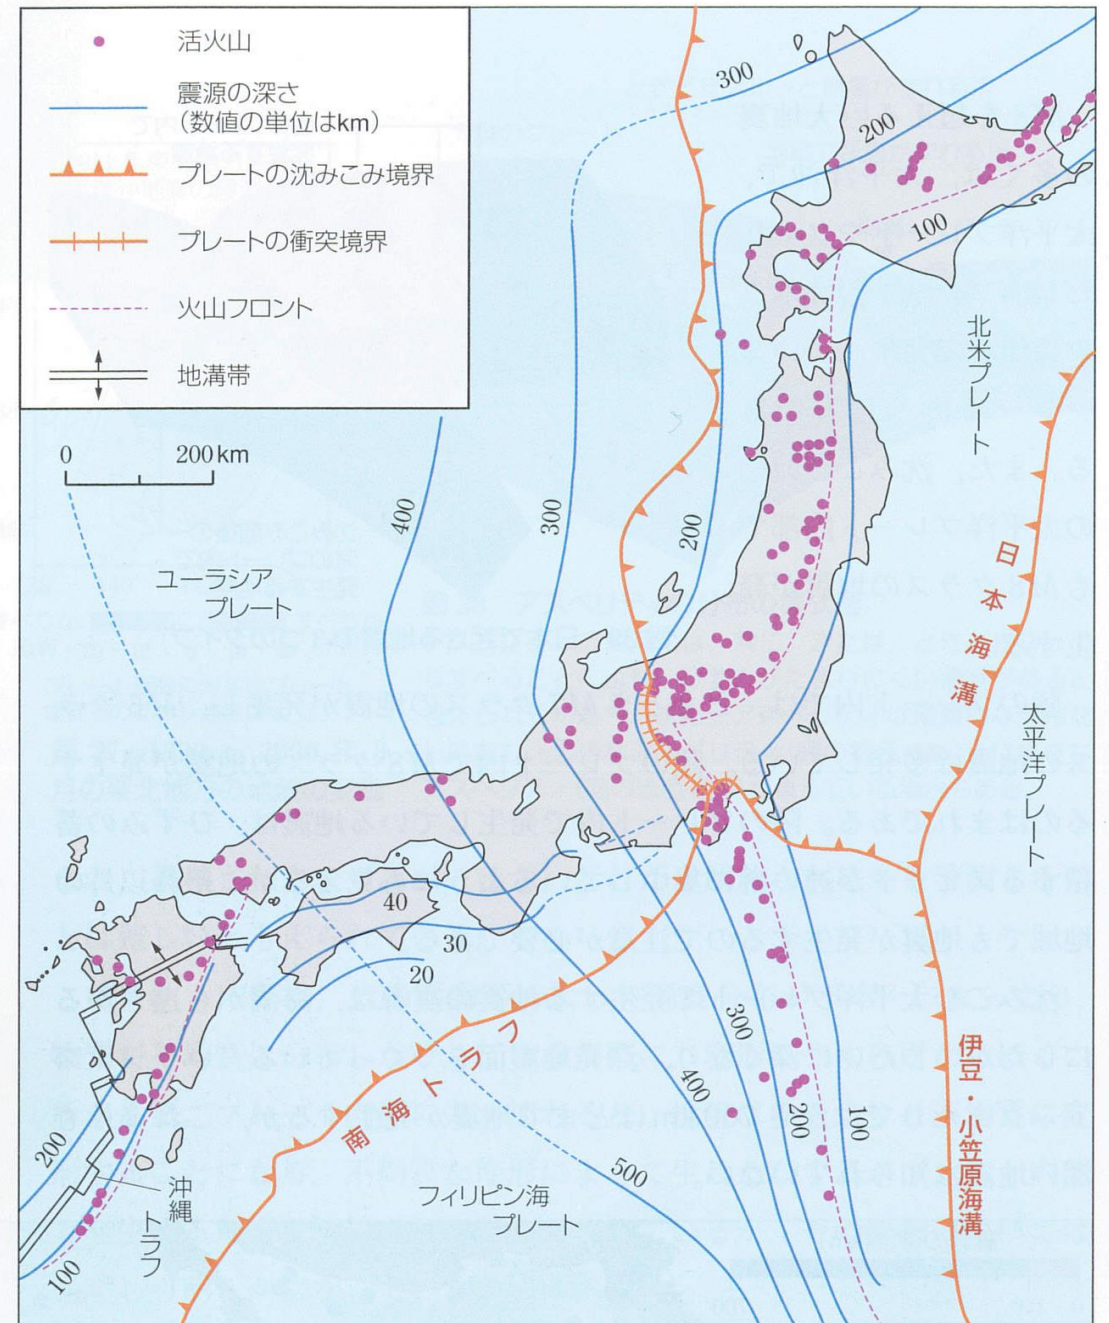 活火山
震源の深さ
(数値の単位はkm)
プレートの沈みこみ境界
プレートの衝突境界
火山フロント
地溝帯
0 200km
300
200
100
北米プレート
400
300
200
ユーラシア
プレート
日本海溝
太平洋プレート
40
30
20
南海トラフ
300
400
200
100
500
伊豆・小笠原海溝
フィリピン海
プレート
200
沖縄
トラフ
100